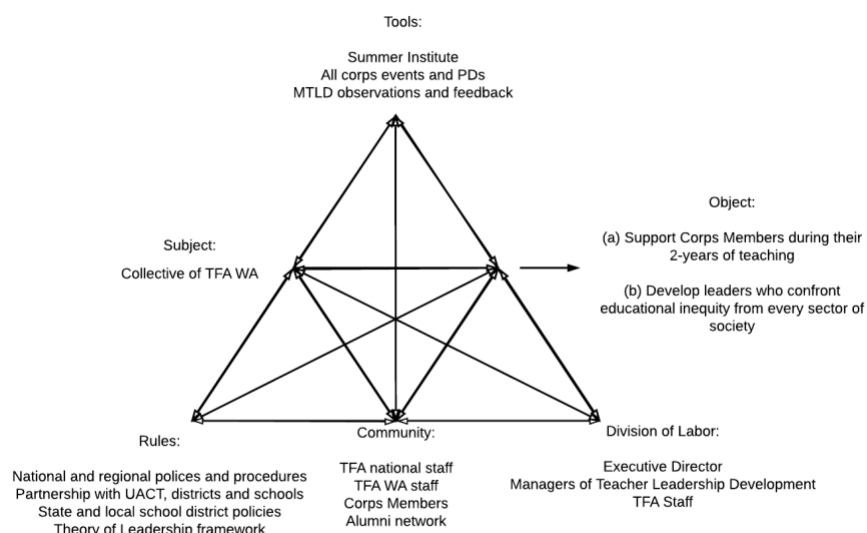 Tools:
Summer Institute
All corps events and PDs
MTLD observations and feedback
Object:
(a) Support Corps Members during their
2-years of teaching
(b) Develop leaders who confront
educational inequity from every sector of
society
Subject:
Collective of TFA WA
Rules:
National and regional polices and procedures
Partnership with UACT, districts and schools
State and local school district policies
Theory of Leadership framework
Community:
TFA national staff
TFA WA staff
Corps Members
Alumni network
Division of Labor:
Executive Director
Managers of Teacher Leadership Development
TFA Staff